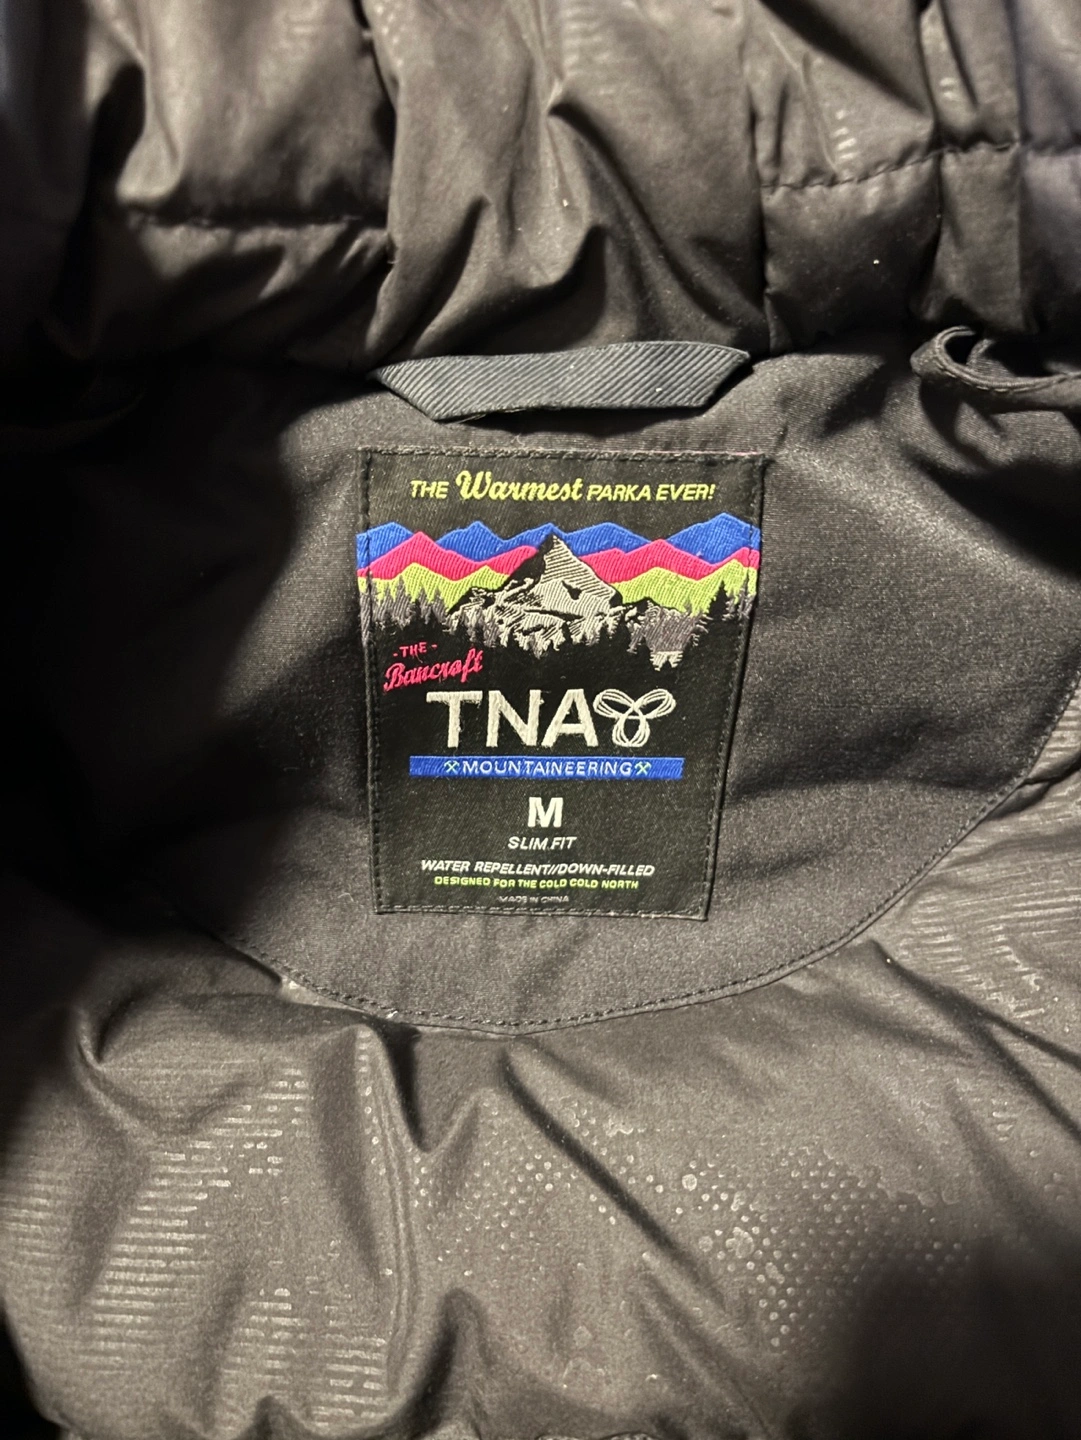 THE Warmest PARKA EVER!
-THE-
Bancroft
TNA
MOUNTAINEERING
M
SLIM FIT
WATER REPELLENT//DOWN-FILLED
DESIGNED FOR THE COLD COLD NORTH
MADE IN CHINA